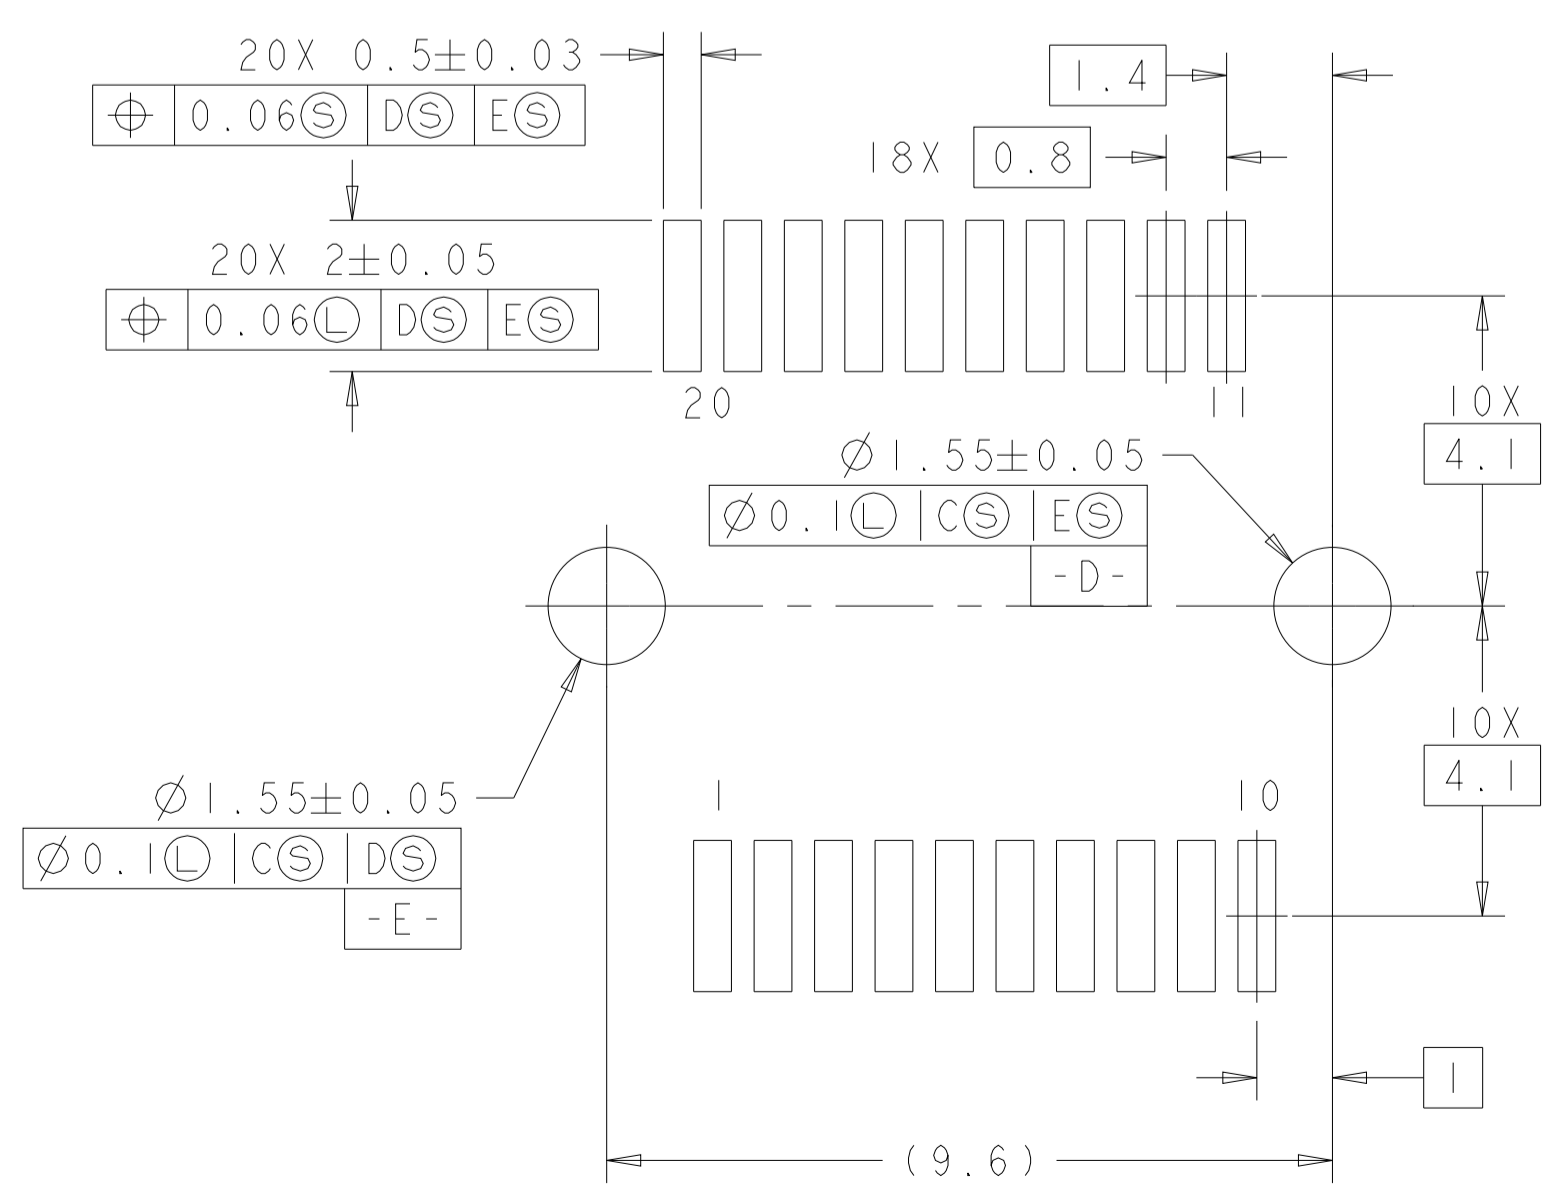 20X 0.5±0.03
⌖ 0.06Ⓢ DⓈ EⓈ
1.4
18X 0.8
20X 2±0.05
⌖ 0.06Ⓛ DⓈ EⓈ
20 11
10X
4.1
Ø1.55±0.05
Ø0.1Ⓛ CⓈ EⓈ
-D-
10X
4.1
Ø1.55±0.05
Ø0.1Ⓛ CⓈ DⓈ
-E-
1 10
1
(9.6)